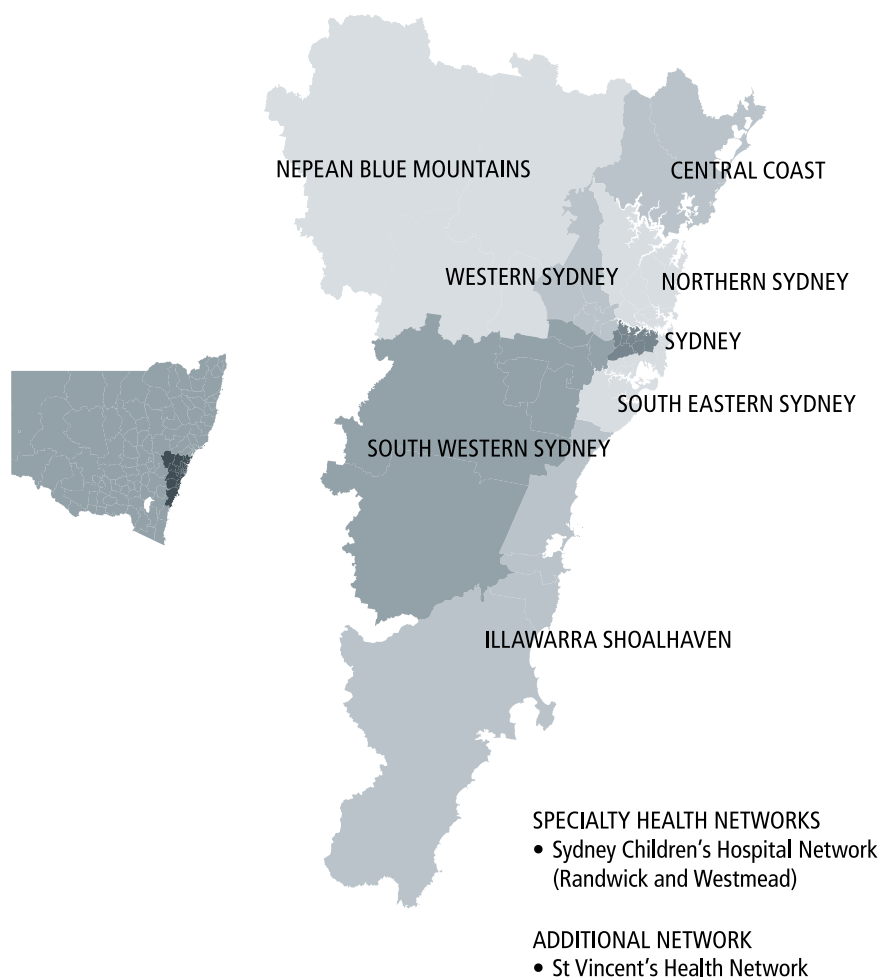 NEPEAN BLUE MOUNTAINS
CENTRAL COAST
WESTERN SYDNEY
NORTHERN SYDNEY
SYDNEY
SOUTH EASTERN SYDNEY
SOUTH WESTERN SYDNEY
ILLAWARRA SHOALHAVEN
SPECIALTY HEALTH NETWORKS
• Sydney Children’s Hospital Network
(Randwick and Westmead)
ADDITIONAL NETWORK
• St Vincent’s Health Network